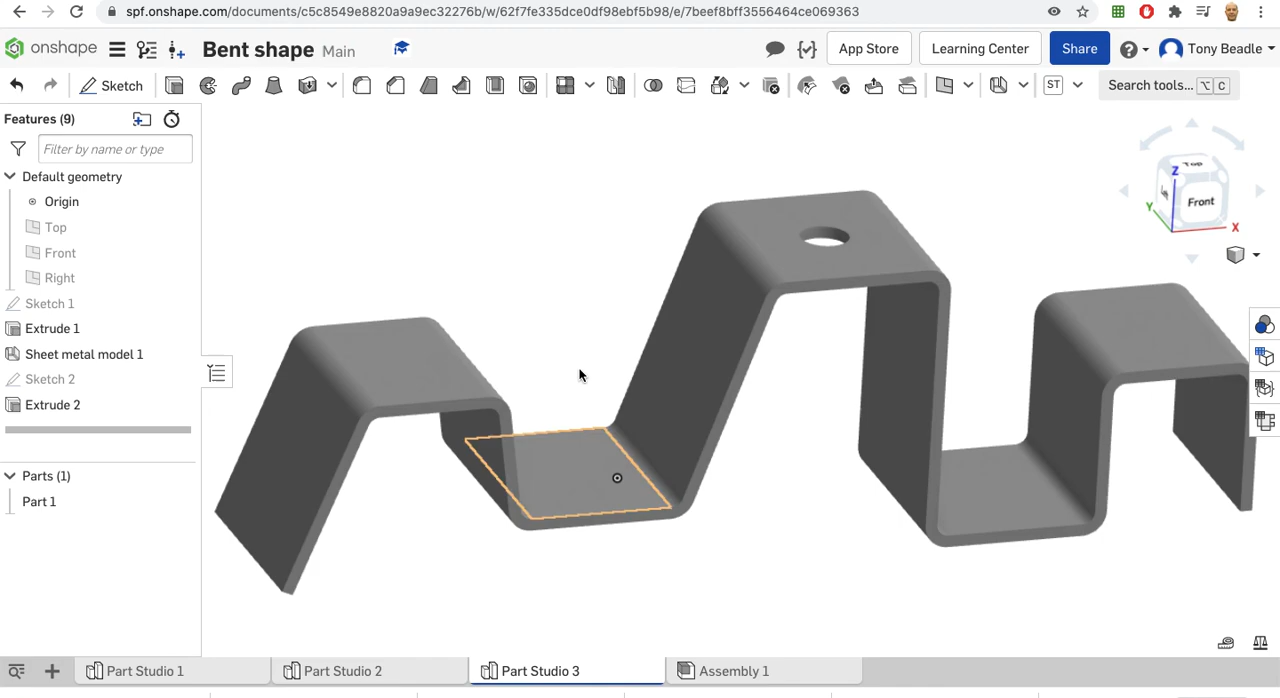 spf.onshape.com/documents/c5c8549e8820a9a9ec32276b/w/62f7fe335dce0df98ebf5b98/e/7beef8bff3556464ce069363
onshape Bent shape Main App Store Learning Center Share Tony Beadle
Sketch ST Search tools... ⌥ C
Features (9)
Filter by name or type
Default geometry
Origin
Top
Front
Right
Sketch 1
Extrude 1
Sheet metal model 1
Sketch 2
Extrude 2
Parts (1)
Part 1
Top
Z
Front
Y
X
Part Studio 1 Part Studio 2 Part Studio 3 Assembly 1